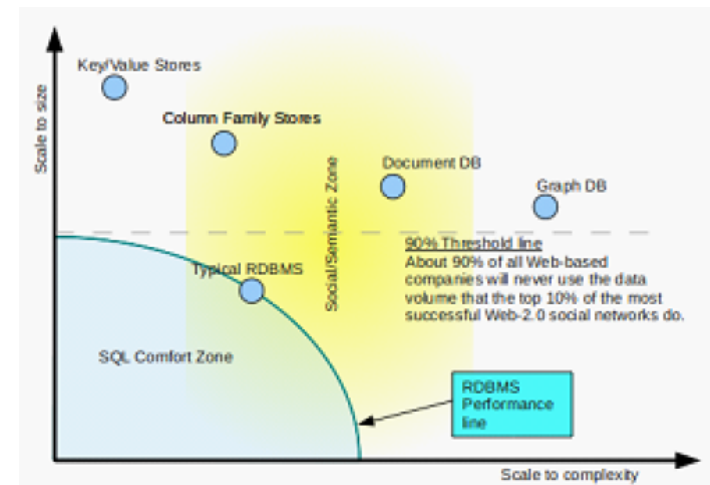 Key/Value Stores
Scale to size
Column Family Stores
Social/Semantic Zone
Document DB
Graph DB
90% Threshold line
About 90% of all Web-based
companies will never use the data
volume that the top 10% of the most
successful Web-2.0 social networks do.
Typical RDBMS
SQL Comfort Zone
RDBMS
Performance
line
Scale to complexity